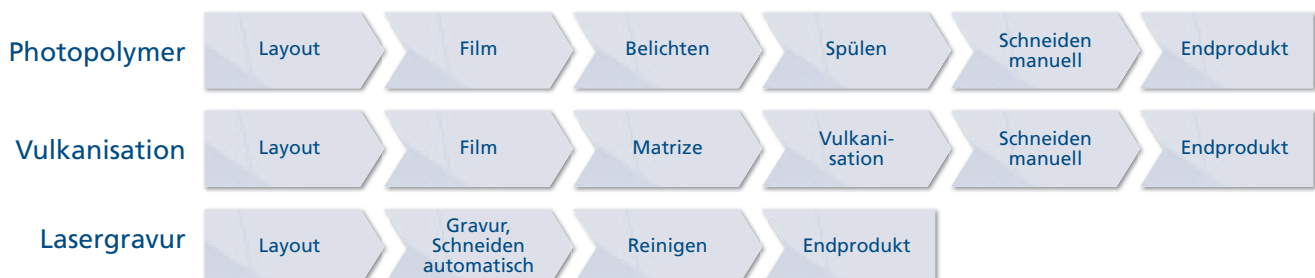 Photopolymer
Layout
Film
Belichten
Spülen
Schneiden
manuell
Endprodukt
Vulkanisation
Layout
Film
Matrize
Vulkani-
sation
Schneiden
manuell
Endprodukt
Lasergravur
Layout
Gravur,
Schneiden
automatisch
Reinigen
Endprodukt